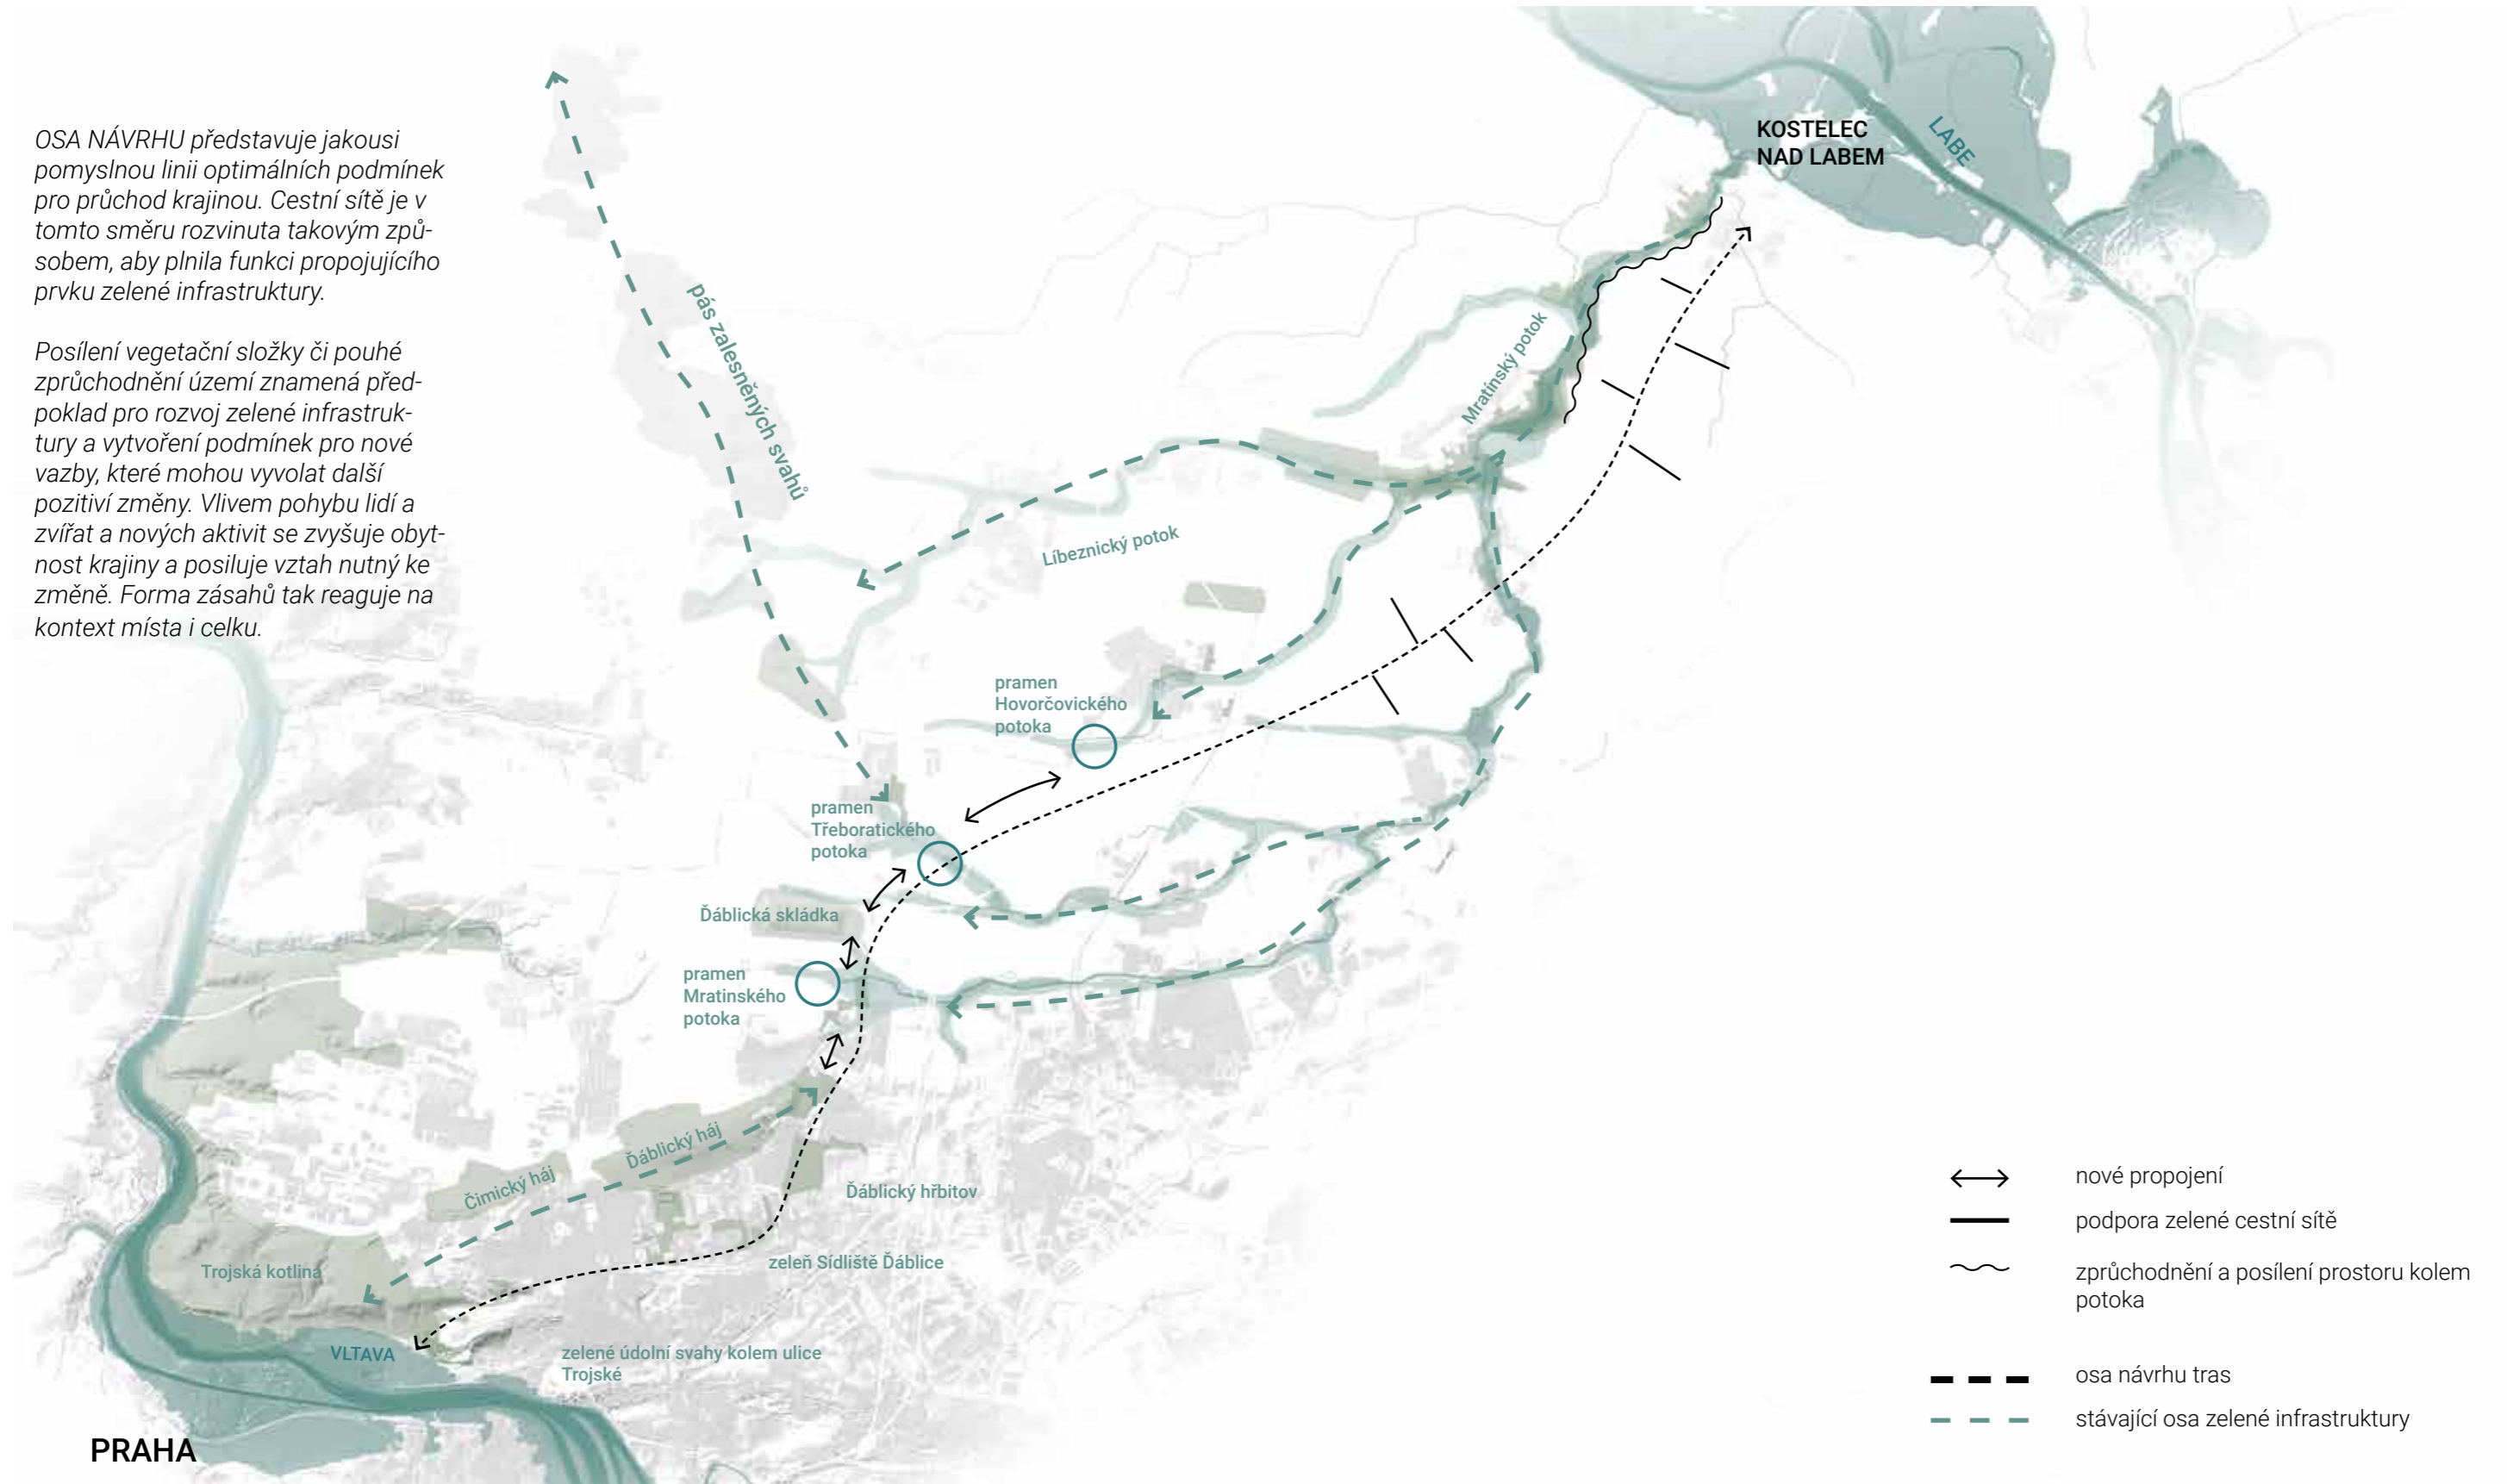 OSA NÁVRHU představuje jakousi
pomyslnou linii optimálních podmínek
pro průchod krajinou. Cestní sítě je v
tomto směru rozvinuta takovým způ-
sobem, aby plnila funkci propojujícího
prvku zelené infrastruktury.
Posílení vegetační složky či pouhé
zprůchodnění území znamená před-
poklad pro rozvoj zelené infrastruk-
tury a vytvoření podmínek pro nové
vazby, které mohou vyvolat další
pozitiví změny. Vlivem pohybu lidí a
zvířat a nových aktivit se zvyšuje obyt-
nost krajiny a posiluje vztah nutný ke
změně. Forma zásahů tak reaguje na
kontext místa i celku.
KOSTELEC
NAD LABEM
LABE
pás zalesněných svahů
Mratínský potok
Líbeznický potok
pramen
Hovorčovického
potoka
pramen
Třeboratického
potoka
Ďáblická skládka
pramen
Mratinského
potoka
Ďáblický háj
Čimický háj
Ďáblický hřbitov
zeleň Sídliště Ďáblice
Trojská kotlina
VLTAVA
zelené údolní svahy kolem ulice
Trojské
PRAHA
nové propojení
podpora zelené cestní sítě
zprůchodnění a posílení prostoru kolem
potoka
osa návrhu tras
stávající osa zelené infrastruktury